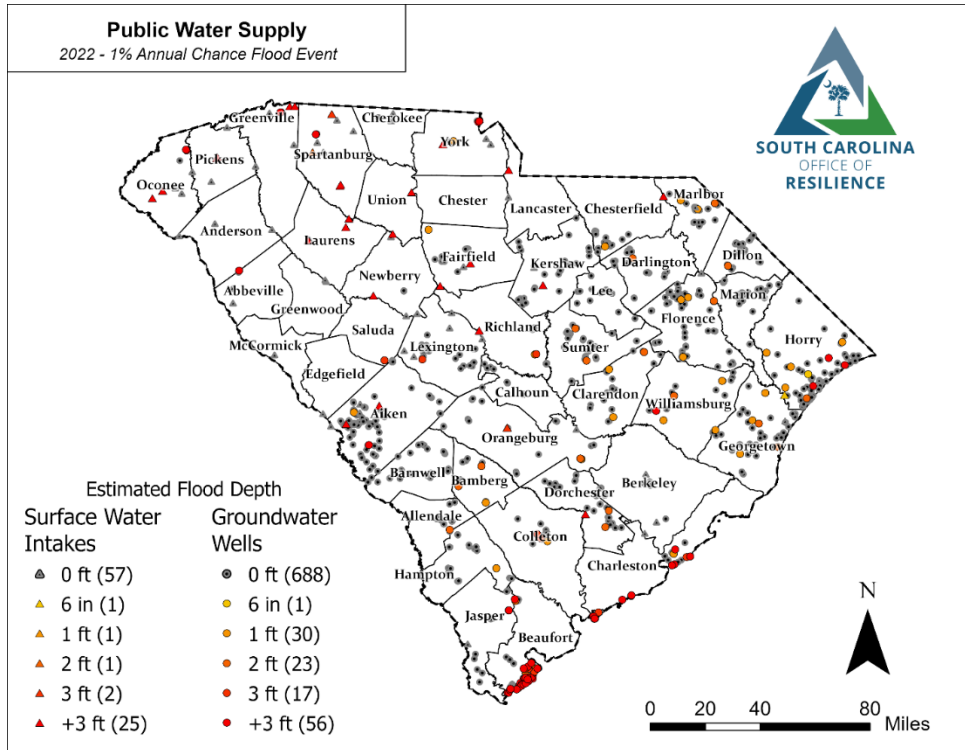 Public Water Supply
2022 - 1% Annual Chance Flood Event
SOUTH CAROLINA
OFFICE OF
RESILIENCE
Cherokee
Greenville
York
Pickens
Spartanburg
Oconee
Union
Chester
Marlbor
Lancaster
Chesterfield
Anderson
Laurens
Fairfield
Dillon
Kershaw
Darlington
Newberry
Abbeville
Lee
Marion
Greenwood
Florence
Richland
Horry
Saluda
McCormick
Lexington
Sumter
Edgefield
Calhoun
Clarendon
Williamsburg
Aiken
Orangeburg
Georgetown
Barnwell
Bamberg
Berkeley
Dorchester
Allendale
Colleton
Charleston
Hampton
Jasper
Beaufort
Estimated Flood Depth
Surface Water
Intakes
0 ft (57)
6 in (1)
1 ft (1)
2 ft (1)
3 ft (2)
+3 ft (25)
Groundwater
Wells
0 ft (688)
6 in (1)
1 ft (30)
2 ft (23)
3 ft (17)
+3 ft (56)
N
0 20 40 80
Miles